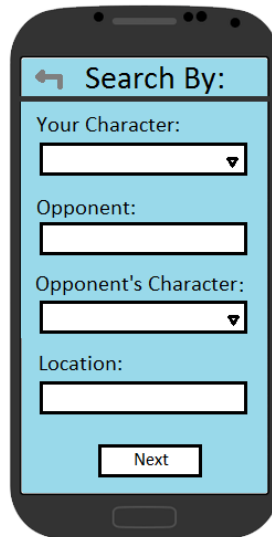 Search By:
Your Character:
Opponent:
Opponent's Character:
Location:
Next